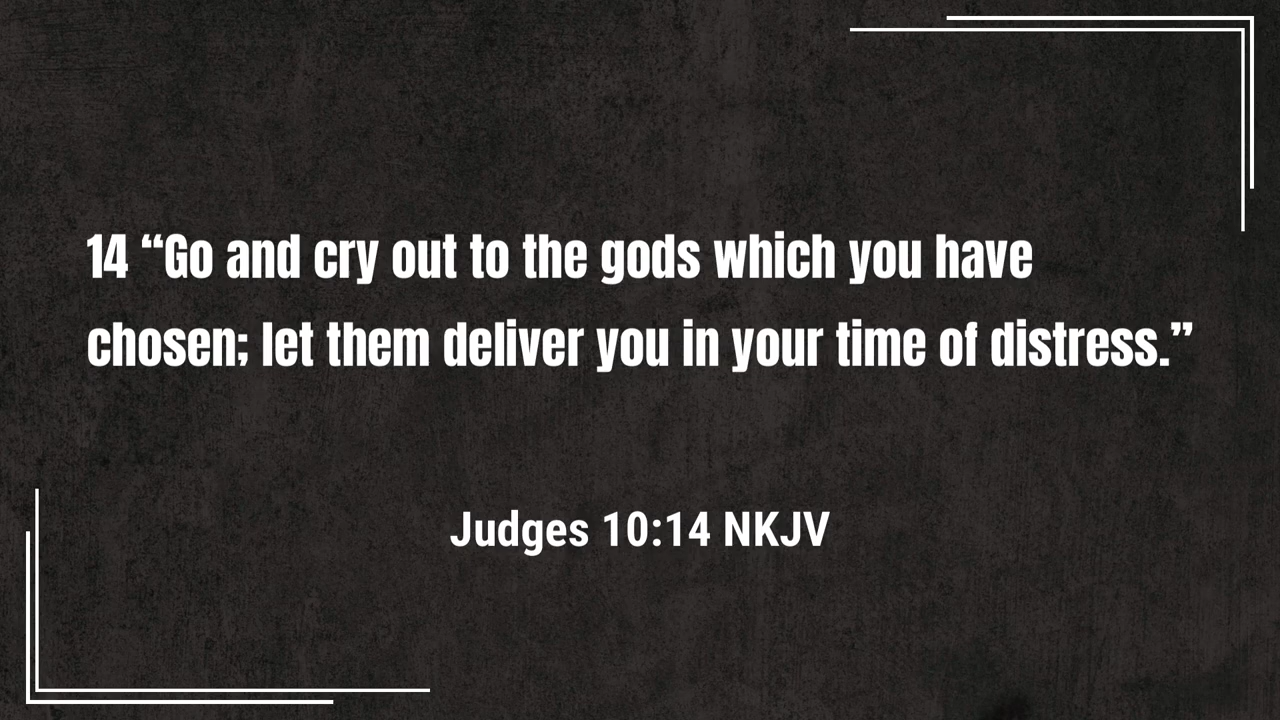 14 “Go and cry out to the gods which you have
chosen; let them deliver you in your time of distress.”
Judges 10:14 NKJV